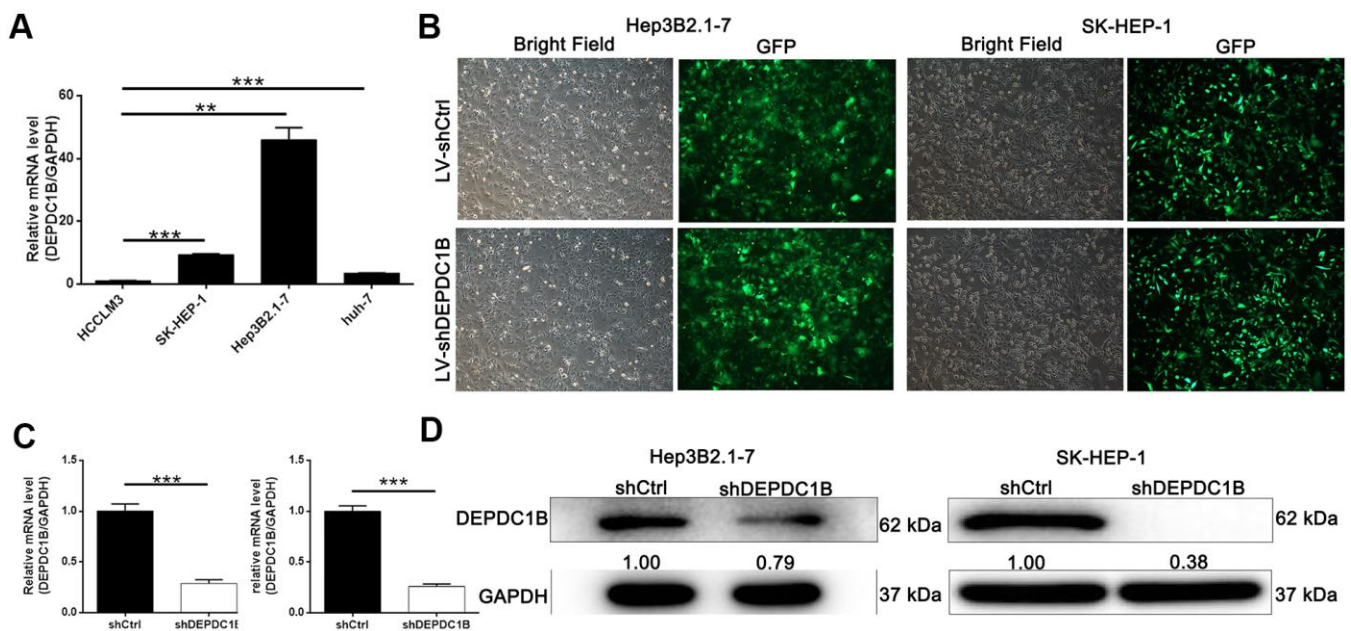 A
Relative mRNA level
(DEPDC1B/GAPDH)
60
40
20
0
***
**
***
HCCLM3
SK-HEP-1
Hep3B2.1-7
huh-7
B
Hep3B2.1-7
SK-HEP-1
Bright Field
GFP
Bright Field
GFP
LV-shCtrl
LV-shDEPDC1B
C
Relative mRNA level
(DEPDC1B/GAPDH)
1.5
1.0
0.5
0.0
***
shCtrl
shDEPDC1B
relative mRNA level
(DEPDC1B/GAPDH)
1.5
1.0
0.5
0.0
***
shCtrl
shDEPDC1B
D
Hep3B2.1-7
SK-HEP-1
shCtrl
shDEPDC1B
shCtrl
shDEPDC1B
DEPDC1B
62 kDa
62 kDa
1.00
0.79
1.00
0.38
GAPDH
37 kDa
37 kDa